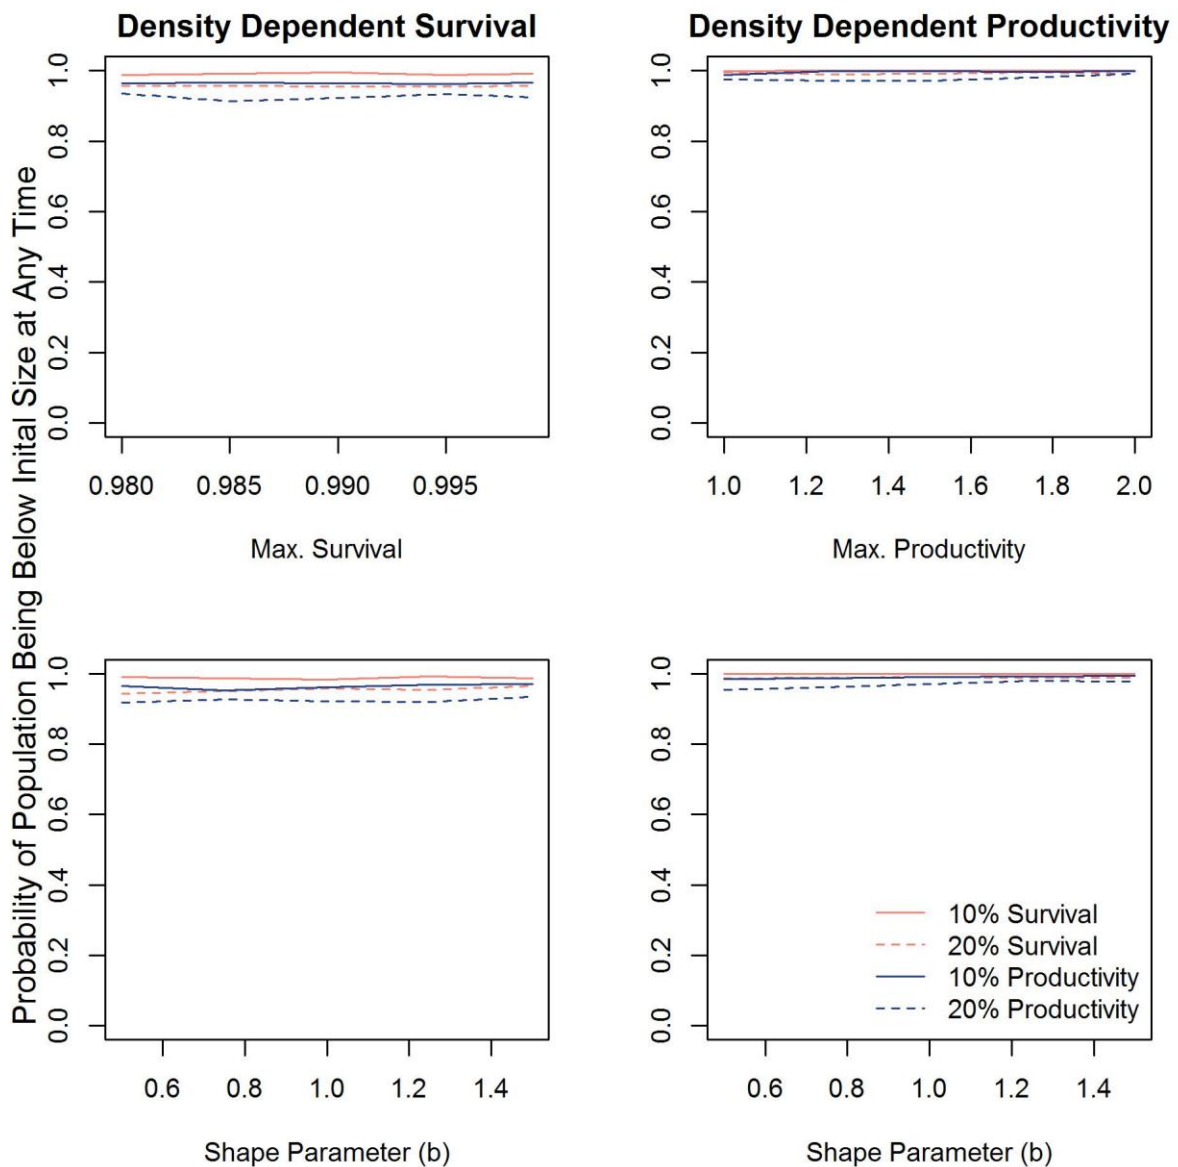 Density Dependent Survival
Density Dependent Productivity
Probability of Population Being Below Inital Size at Any Time
1.0
0.8
0.6
0.4
0.2
0.0
0.980 0.985 0.990 0.995
Max. Survival
1.0
0.8
0.6
0.4
0.2
0.0
1.0 1.2 1.4 1.6 1.8 2.0
Max. Productivity
1.0
0.8
0.6
0.4
0.2
0.0
0.6 0.8 1.0 1.2 1.4
Shape Parameter (b)
1.0
0.8
0.6
0.4
0.2
0.0
10% Survival
20% Survival
10% Productivity
20% Productivity
0.6 0.8 1.0 1.2 1.4
Shape Parameter (b)